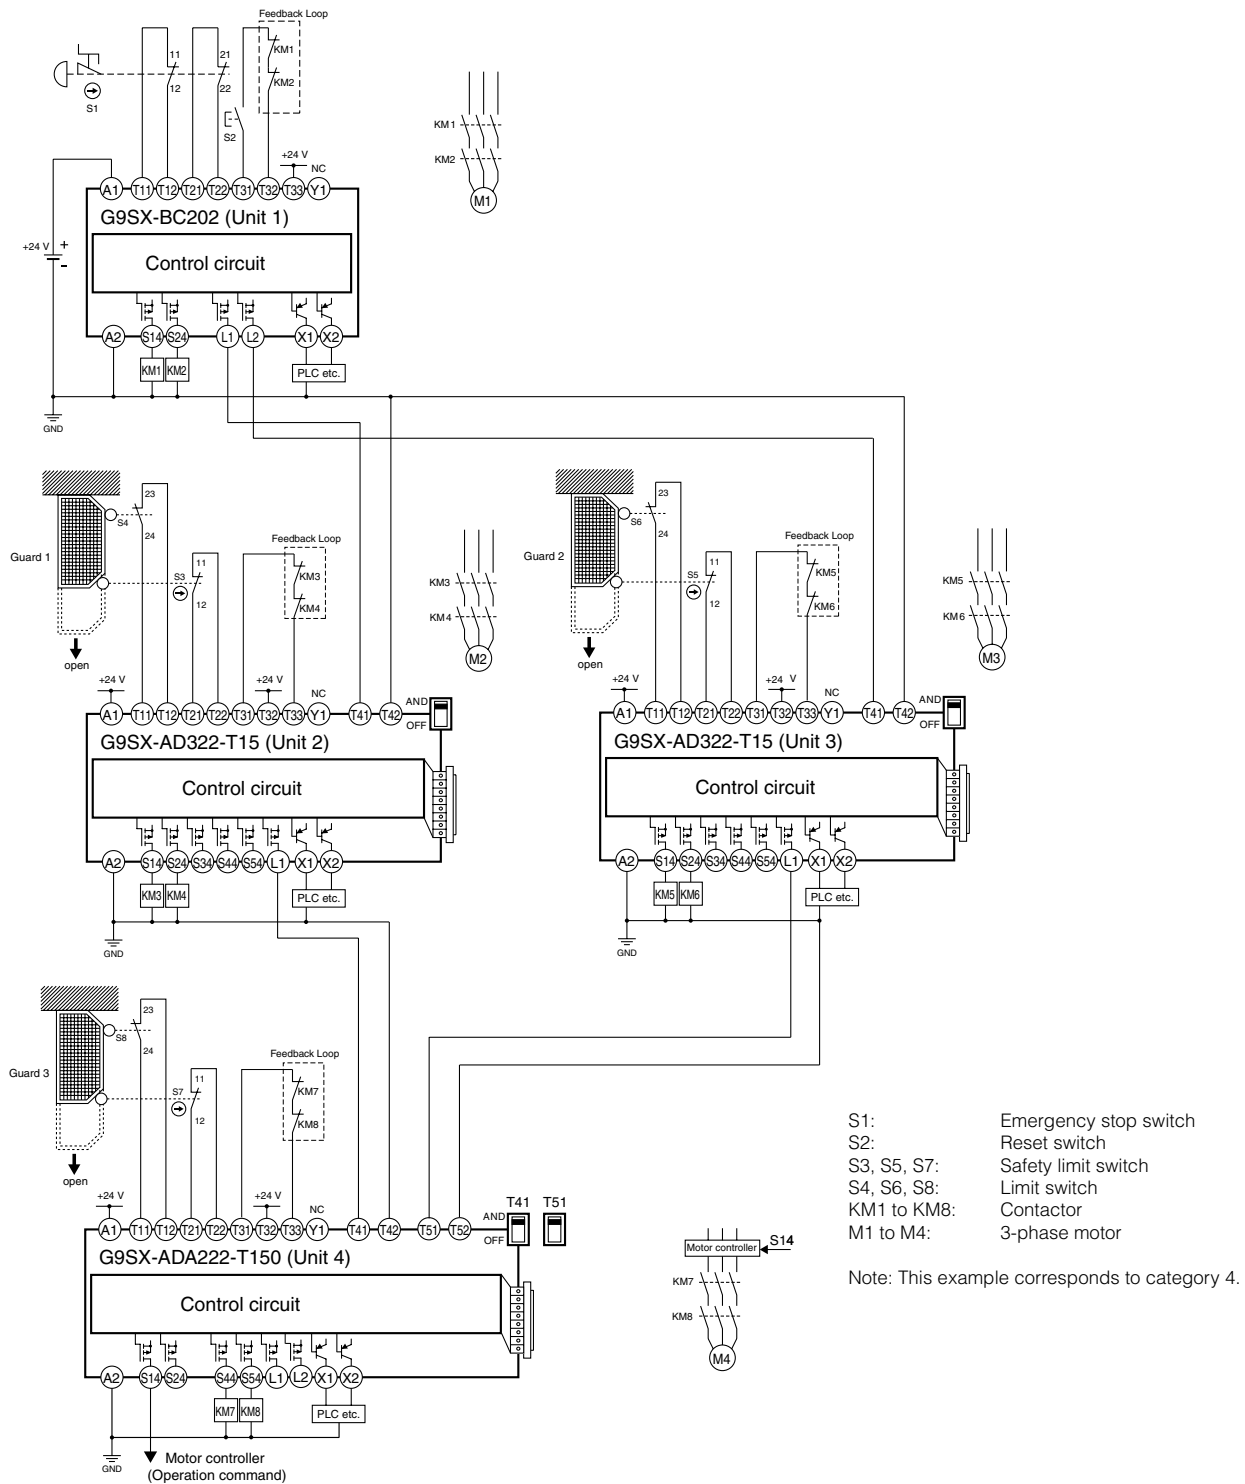 Feedback Loop
11
21
KM1
12
22
KM2
S1
S2
KM1
KM2
M1
+24 V
NC
A1 T11 T12 T21 T22 T31 T32 T33 Y1
G9SX-BC202 (Unit 1)
+24 V
+
-
Control circuit
A2 S14 S24 L1 L2 X1 X2
KM1 KM2
PLC etc.
GND
Guard 1
23
S4
24
11
S3
12
Feedback Loop
KM3
KM4
open
KM3
KM4
M2
+24 V
+24 V
NC
AND
A1 T11 T12 T21 T22 T31 T32 T33 Y1 T41 T42
OFF
G9SX-AD322-T15 (Unit 2)
Control circuit
A2 S14 S24 S34 S44 S54 L1 X1 X2
KM3 KM4
PLC etc.
GND
Guard 2
23
S6
24
11
S5
12
Feedback Loop
KM5
KM6
open
KM5
KM6
M3
+24 V
+24 V
NC
AND
A1 T11 T12 T21 T22 T31 T32 T33 Y1 T41 T42
OFF
G9SX-AD322-T15 (Unit 3)
Control circuit
A2 S14 S24 S34 S44 S54 L1 X1 X2
KM5 KM6
PLC etc.
GND
Guard 3
23
S8
24
11
S7
12
Feedback Loop
KM7
KM8
open
+24 V
+24 V
NC
T41 T51
AND
A1 T11 T12 T21 T22 T31 T32 T33 Y1 T41 T42 T51 T52
OFF
G9SX-ADA222-T150 (Unit 4)
Control circuit
A2 S14 S24 S44 S54 L1 L2 X1 X2
KM7 KM8
PLC etc.
GND
Motor controller
(Operation command)
Motor controller
S14
KM7
KM8
M4
S1: Emergency stop switch
S2: Reset switch
S3, S5, S7: Safety limit switch
S4, S6, S8: Limit switch
KM1 to KM8: Contactor
M1 to M4: 3-phase motor
Note: This example corresponds to category 4.